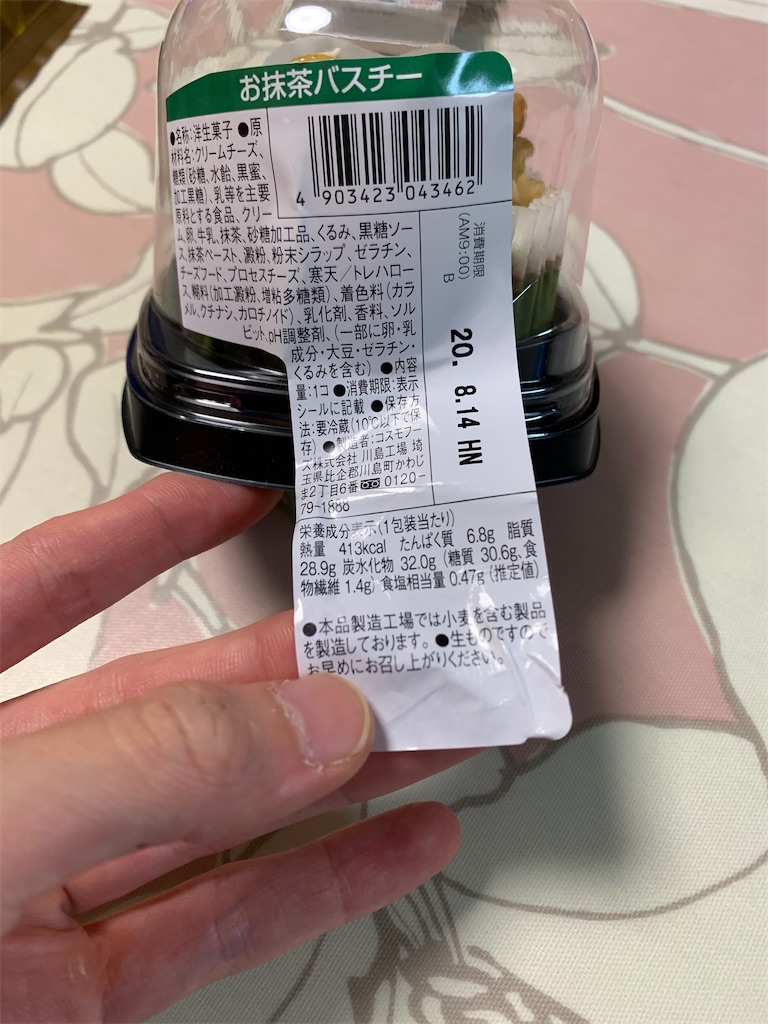 お抹茶バスチー
●名称:洋生菓子 ●原
材料名:クリームチーズ、
糖類(砂糖、水飴、黒蜜、
加工黒糖)、乳等を主要
原料とする食品、クリー
ム、卵、牛乳、抹茶、砂糖加工品、くるみ、黒糖ソー
ス、抹茶ペースト、澱粉、粉末シラップ、ゼラチン、
チーズフード、プロセスチーズ、寒天/トレハロー
ス、糊料(加工澱粉、増粘多糖類)、着色料(カラ
メル、クチナシ、カロチノイド)、乳化剤、香料、ソル
ビット、pH調整剤、(一部に卵・乳
成分・大豆・ゼラチン・
くるみを含む) ●内容
量:1コ ●消費期限:表示
シールに記載 ●保存方
法:要冷蔵(10℃以下で保
存) ●製造者:コスモフー
ズ株式会社 川島工場 埼
玉県比企郡川島町かわじ
ま2丁目6番 0120-
79-1888
4 903423 043462
消費期限
(AM9:00) B
20. 8.14 HN
栄養成分表示(1包装当たり)
熱量 413kcal たんぱく質 6.8g 脂質
28.9g 炭水化物 32.0g (糖質 30.6g、食
物繊維 1.4g) 食塩相当量 0.47g (推定値)
●本品製造工場では小麦を含む製品
を製造しております。●生ものですので
お早めにお召し上がりください。